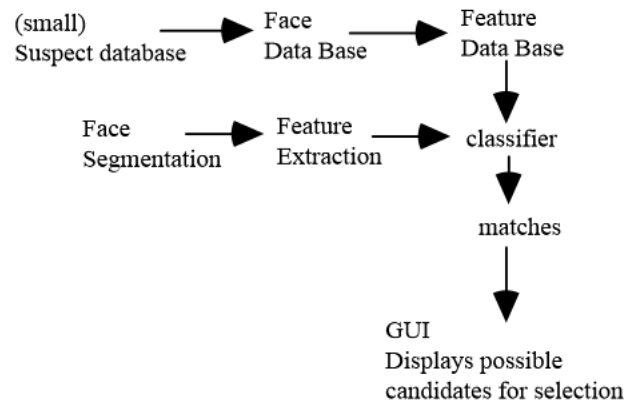 (small)
Suspect database
Face
Data Base
Feature
Data Base
Face
Segmentation
Feature
Extraction
classifier
matches
GUI
Displays possible
candidates for selection